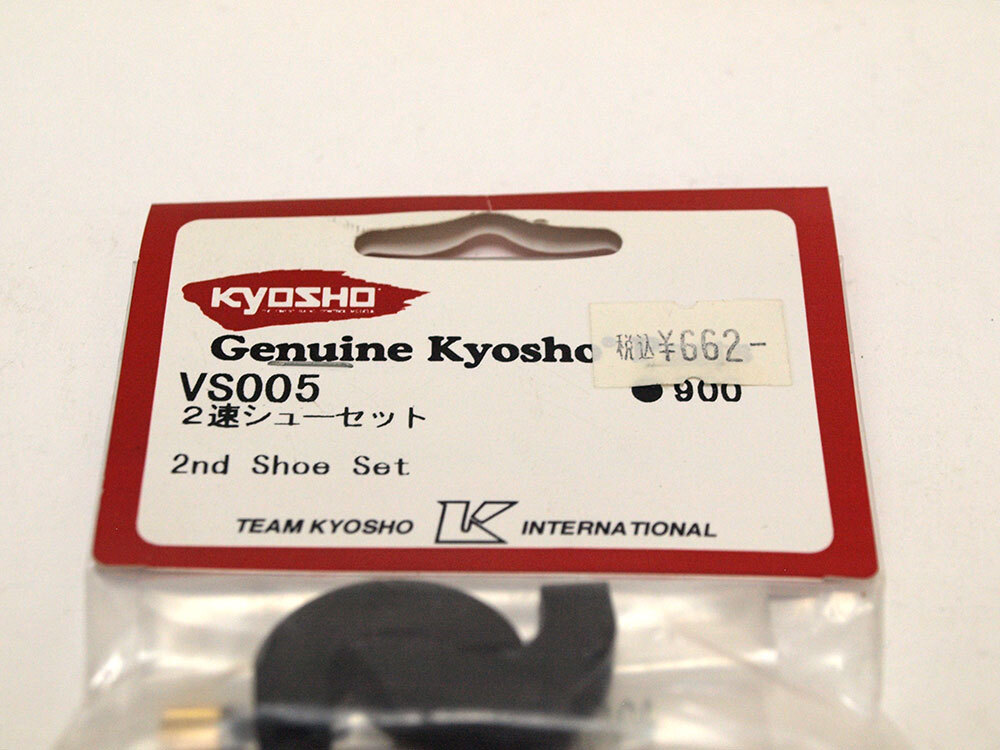 KYOSHO
Genuine Kyosho
税込¥662-
VS005
●900
2速シューセット
2nd Shoe Set
TEAM KYOSHO K INTERNATIONAL